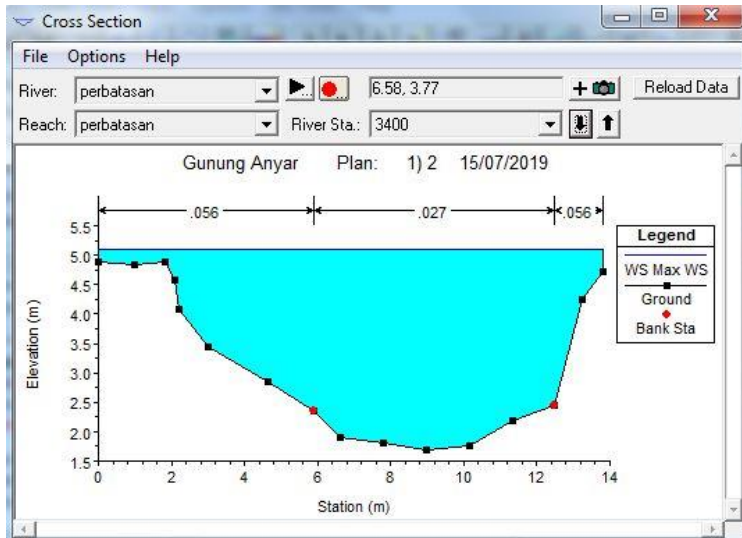 Cross Section
File Options Help
River: perbatasan 6.58, 3.77 Reload Data
Reach: perbatasan River Sta.: 3400
Gunung Anyar Plan: 1) 2 15/07/2019
.056 .027 .056
Legend
WS Max WS
Ground
Bank Sta
Elevation (m)
5.5
5.0
4.5
4.0
3.5
3.0
2.5
2.0
1.5
0 2 4 6 8 10 12 14
Station (m)